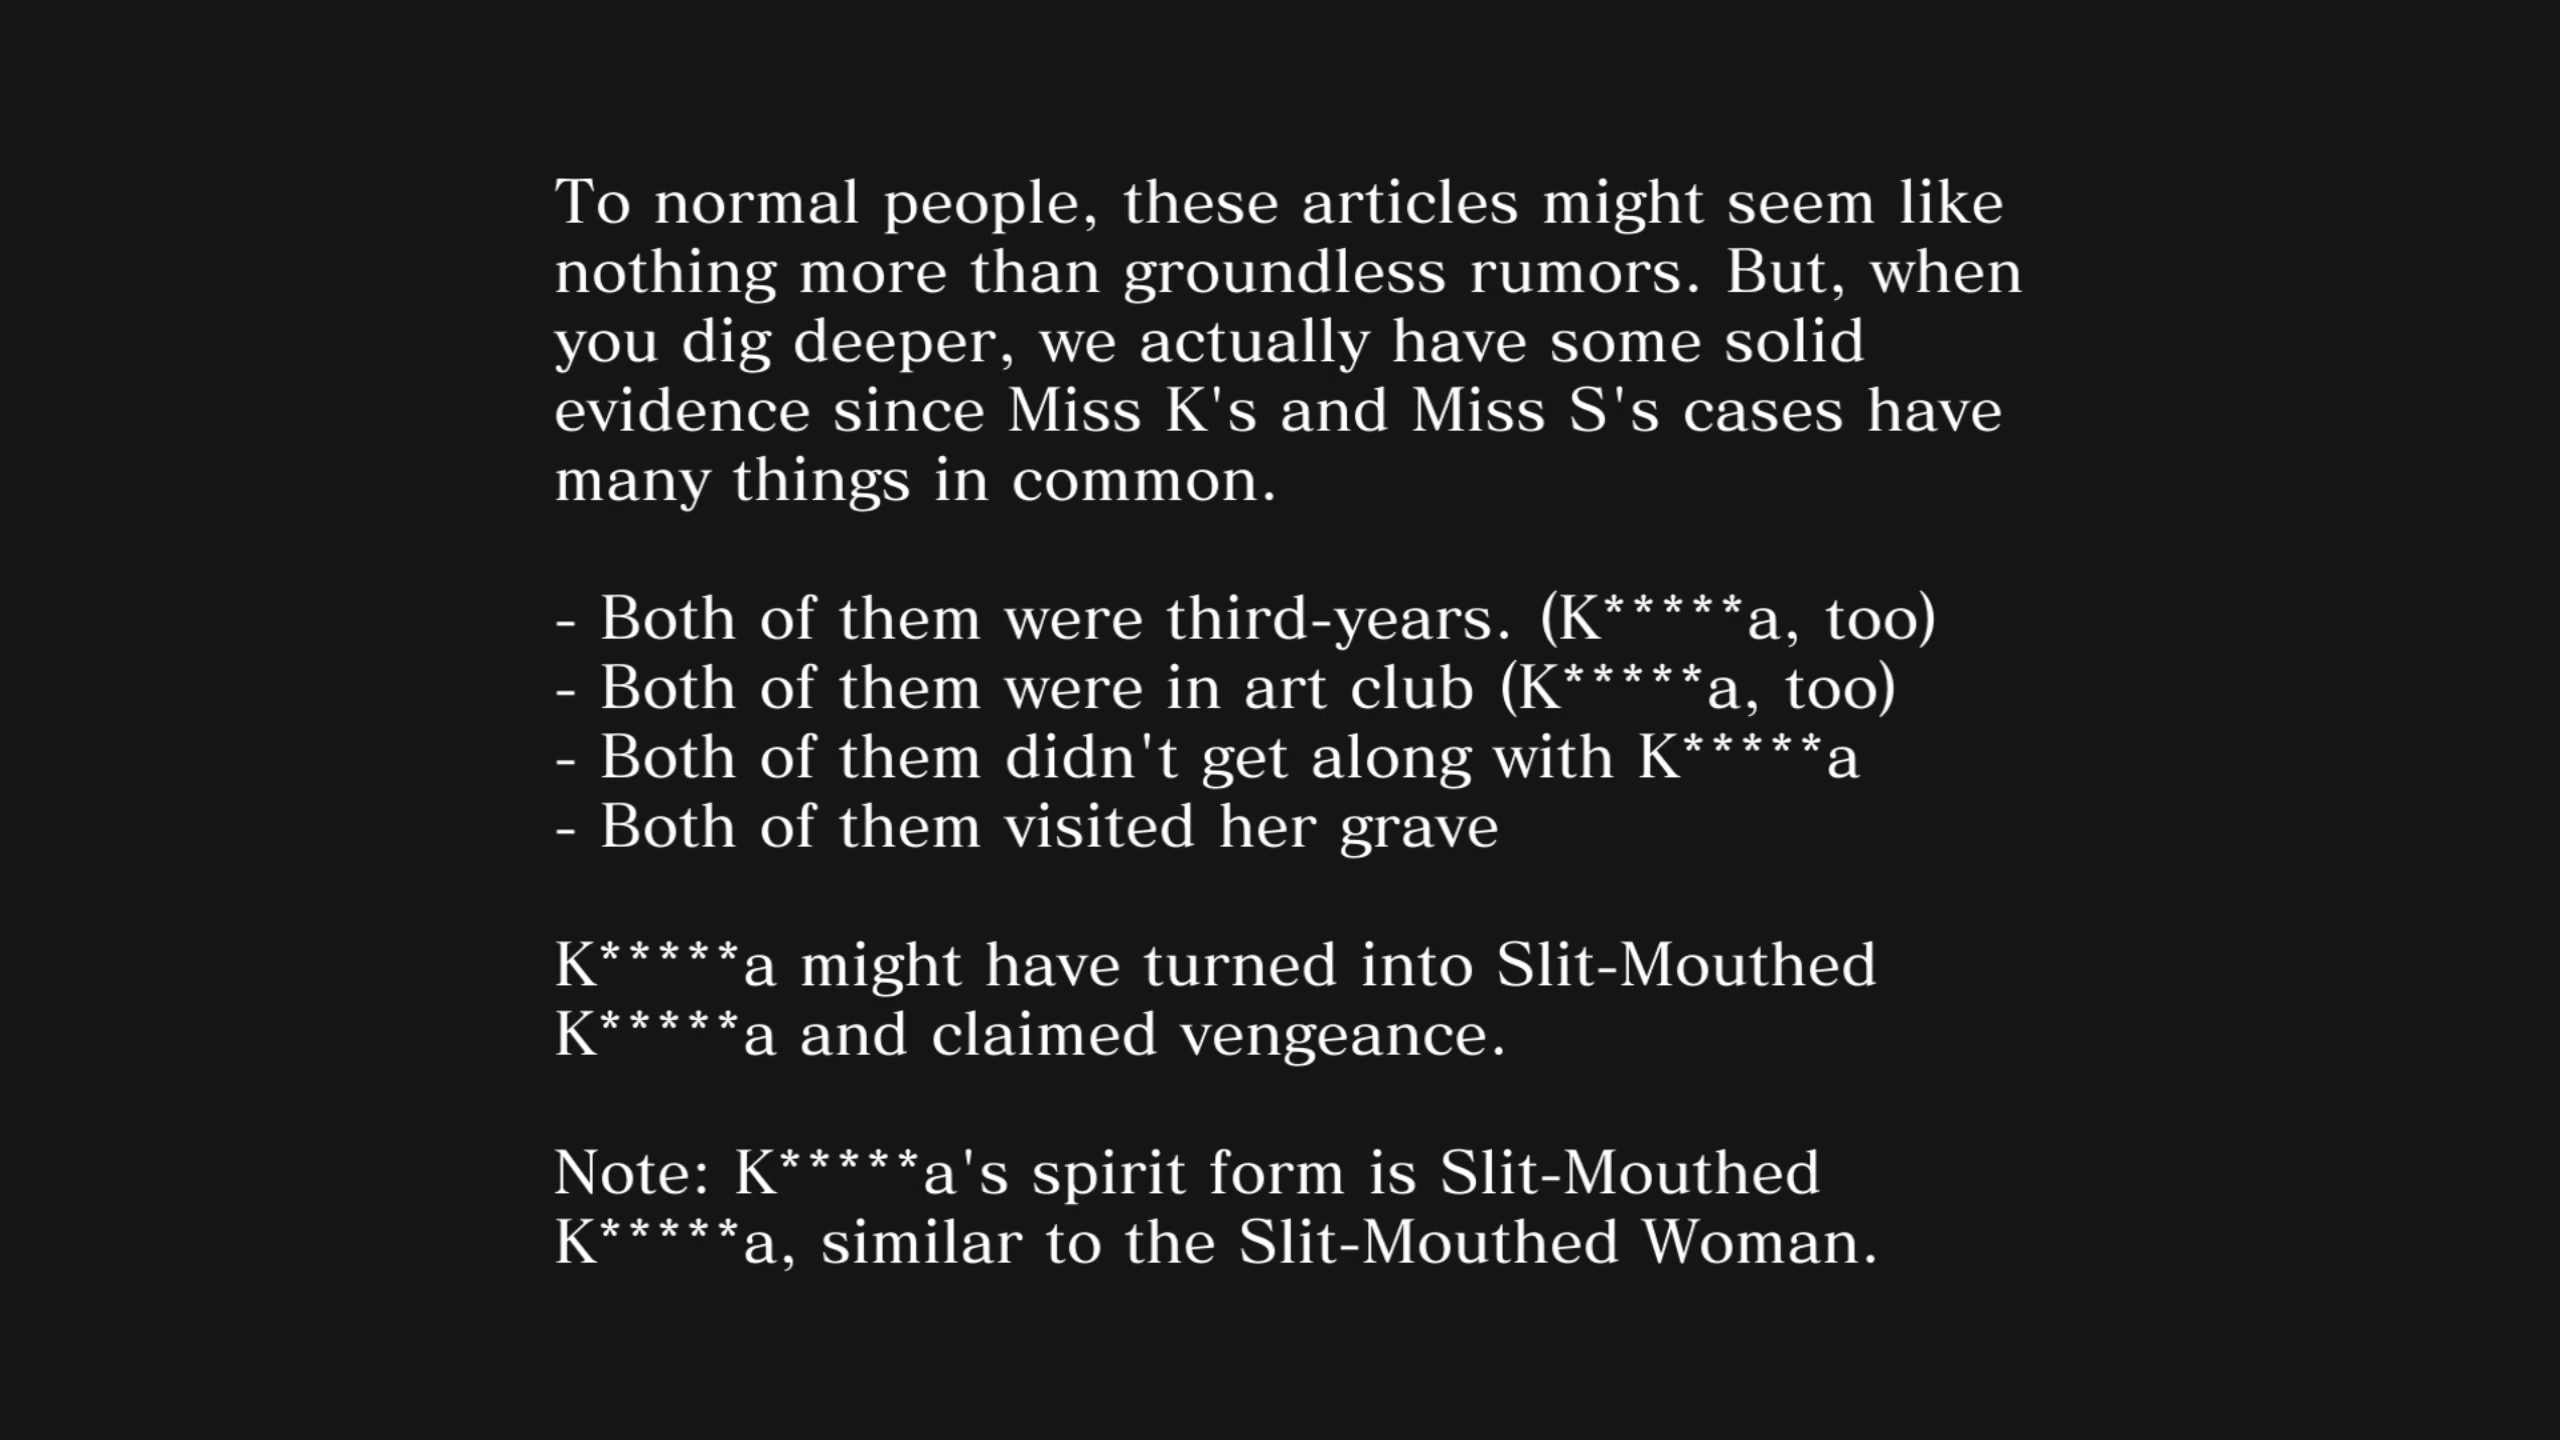 To normal people, these articles might seem like
nothing more than groundless rumors. But, when
you dig deeper, we actually have some solid
evidence since Miss K's and Miss S's cases have
many things in common.
- Both of them were third-years. (K*****a, too)
- Both of them were in art club (K*****a, too)
- Both of them didn't get along with K*****a
- Both of them visited her grave
K*****a might have turned into Slit-Mouthed
K*****a and claimed vengeance.
Note: K*****a's spirit form is Slit-Mouthed
K*****a, similar to the Slit-Mouthed Woman.